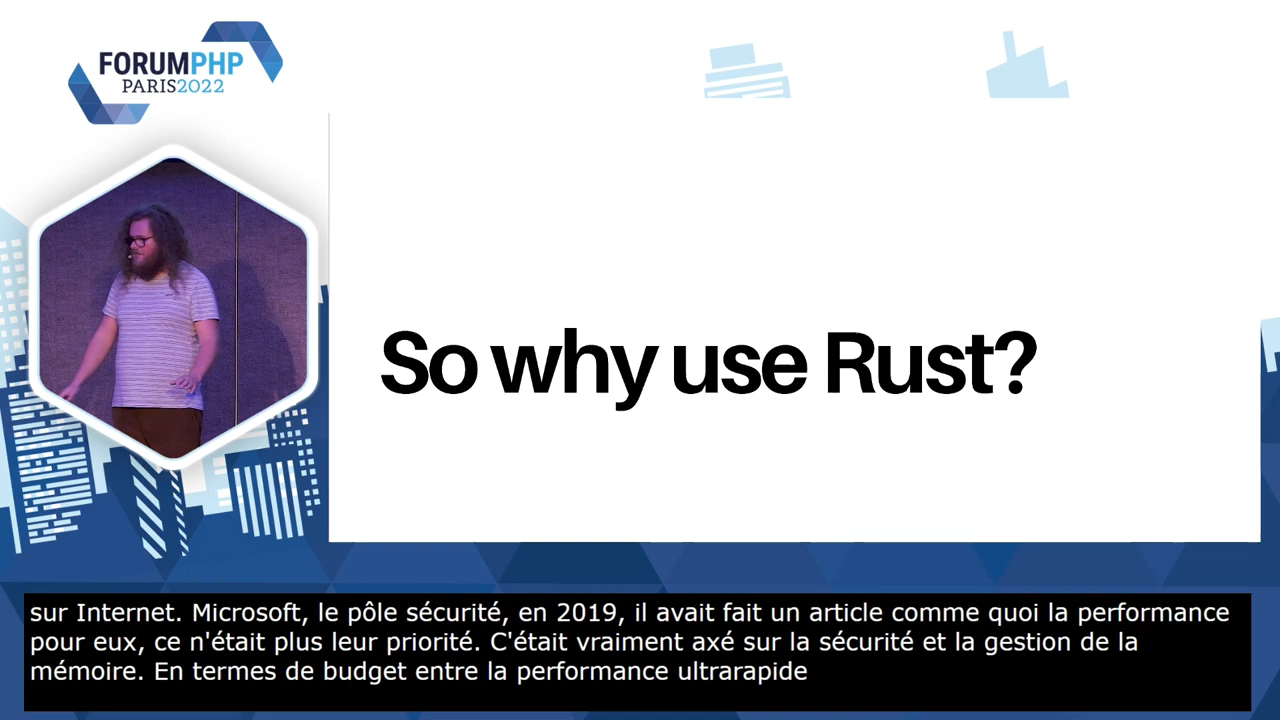 FORUMPHP
PARIS2022
So why use Rust?
sur Internet. Microsoft, le pôle sécurité, en 2019, il avait fait un article comme quoi la performance
pour eux, ce n'était plus leur priorité. C'était vraiment axé sur la sécurité et la gestion de la
mémoire. En termes de budget entre la performance ultrarapide